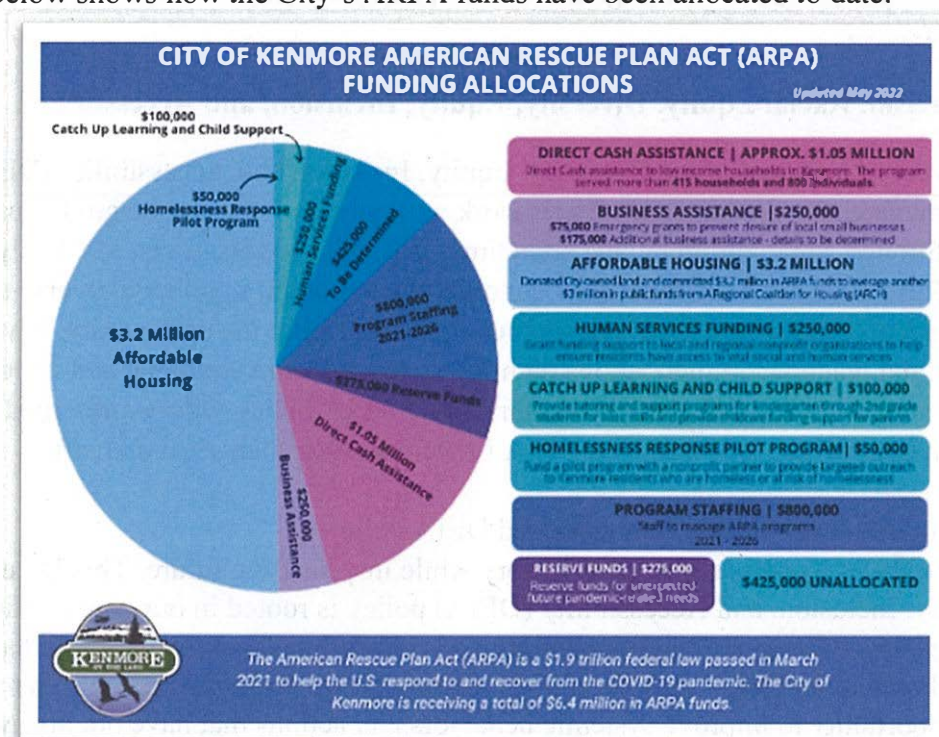 below shows how the City's ARPA funds have been allocated to date.
CITY OF KENMORE AMERICAN RESCUE PLAN ACT (ARPA)
FUNDING ALLOCATIONS
Updated May 2022
$100,000
Catch Up Learning and Child Support
$50,000
Homelessness Response
Pilot Program
$250,000
Human Services Funding
$425,000
To Be Determined
$800,000
Program Staffing
2021-2026
$275,000 Reserve Funds
$1.05 Million
Direct Cash Assistance
$250,000
Business Assistance
$3.2 Million
Affordable
Housing
DIRECT CASH ASSISTANCE | APPROX. $1.05 MILLION
Direct Cash assistance to low income households in Kenmore. The program
served more than 415 households and 800 individuals.
BUSINESS ASSISTANCE |$250,000
$75,000 Emergency grants to prevent closure of local small businesses
$175,000 Additional business assistance - details to be determined
AFFORDABLE HOUSING | $3.2 MILLION
Donated City-owned land and committed $3.2 million in ARPA funds to leverage another
$3 million in public funds from A Regional Coalition for Housing (ARCH)
HUMAN SERVICES FUNDING | $250,000
Grant funding support to local and regional nonprofit organizations to help
ensure residents have access to vital social and human services
CATCH UP LEARNING AND CHILD SUPPORT | $100,000
Provide tutoring and support programs for kindergarten through 2nd grade
students for basic skills and provide childcare funding support for parents
HOMELESSNESS RESPONSE PILOT PROGRAM| $50,000
Fund a pilot program with a nonprofit partner to provide targeted outreach
to Kenmore residents who are homeless or at risk of homelessness
PROGRAM STAFFING | $800,000
Staff to manage ARPA programs
2021 - 2026
RESERVE FUNDS | $275,000
Reserve funds for unexpected
future pandemic-related needs
$425,000 UNALLOCATED
KENMORE
The American Rescue Plan Act (ARPA) is a $1.9 trillion federal law passed in March
2021 to help the U.S. respond to and recover from the COVID-19 pandemic. The City of
Kenmore is receiving a total of $6.4 million in ARPA funds.